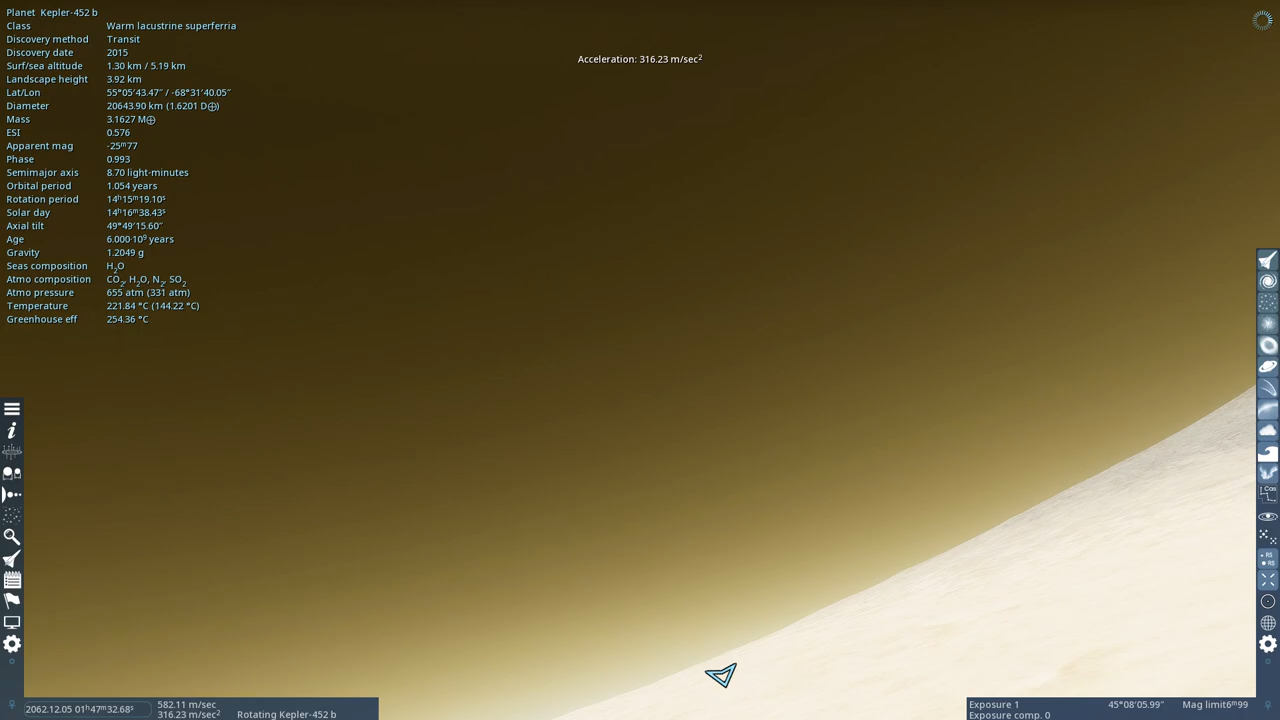 Planet Kepler-452 b
Class Warm lacustrine superferria
Discovery method Transit
Discovery date 2015
Surf/sea altitude 1.30 km / 5.19 km
Landscape height 3.92 km
Lat/Lon 55°05′43.47″ / -68°31′40.05″
Diameter 20643.90 km (1.6201 D⊕)
Mass 3.1627 M⊕
ESI 0.576
Apparent mag -25ᵐ77
Phase 0.993
Semimajor axis 8.70 light-minutes
Orbital period 1.054 years
Rotation period 14ʰ15ᵐ19.10ˢ
Solar day 14ʰ16ᵐ38.43ˢ
Axial tilt 49°49′15.60″
Age 6.000·10⁹ years
Gravity 1.2049 g
Seas composition H₂O
Atmo composition CO₂, H₂O, N₂, SO₂
Atmo pressure 655 atm (331 atm)
Temperature 221.84 °C (144.22 °C)
Greenhouse eff 254.36 °C
Acceleration: 316.23 m/sec²
Con
RS
RS
2062.12.05 01ʰ47ᵐ32.68ˢ
582.11 m/sec
316.23 m/sec² Rotating Kepler-452 b
Exposure 1 45°08′05.99″ Mag limit6ᵐ99
Exposure comp. 0